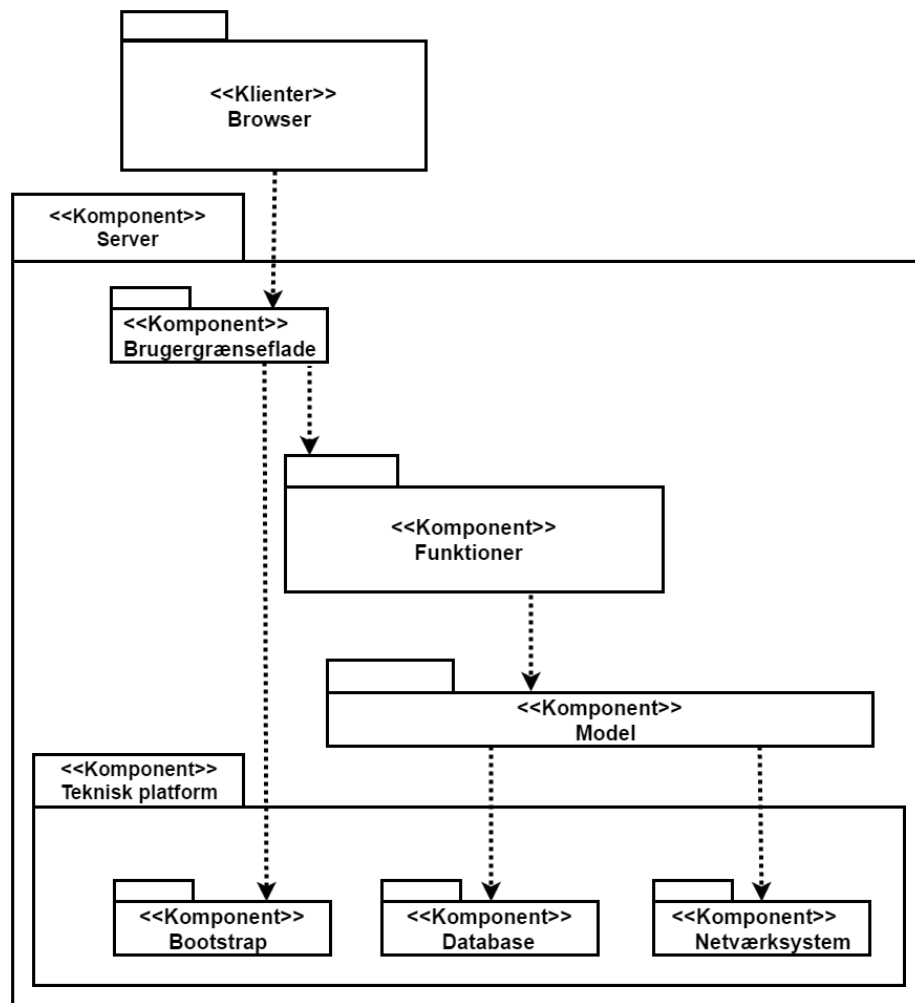 <<Klienter>>
Browser
<<Komponent>>
Server
<<Komponent>>
Brugergrænseflade
<<Komponent>>
Funktioner
<<Komponent>>
Model
<<Komponent>>
Teknisk platform
<<Komponent>>
Bootstrap
<<Komponent>>
Database
<<Komponent>>
Netværksystem